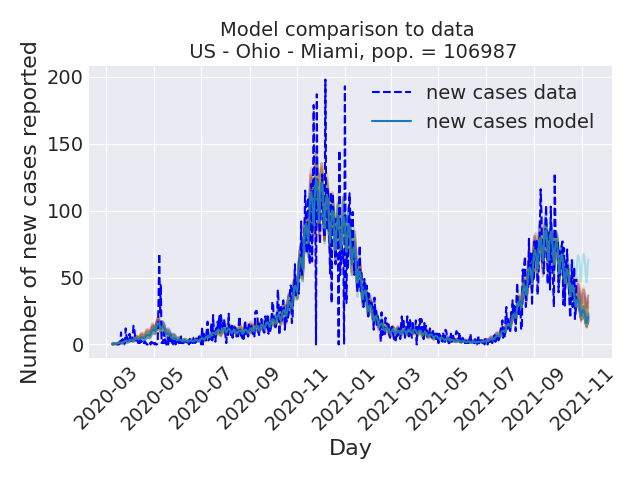 Model comparison to data
US - Ohio - Miami, pop. = 106987
Number of new cases reported
200
150
100
50
0
new cases data
new cases model
2020-03
2020-05
2020-07
2020-09
2020-11
2021-01
2021-03
2021-05
2021-07
2021-09
2021-11
Day